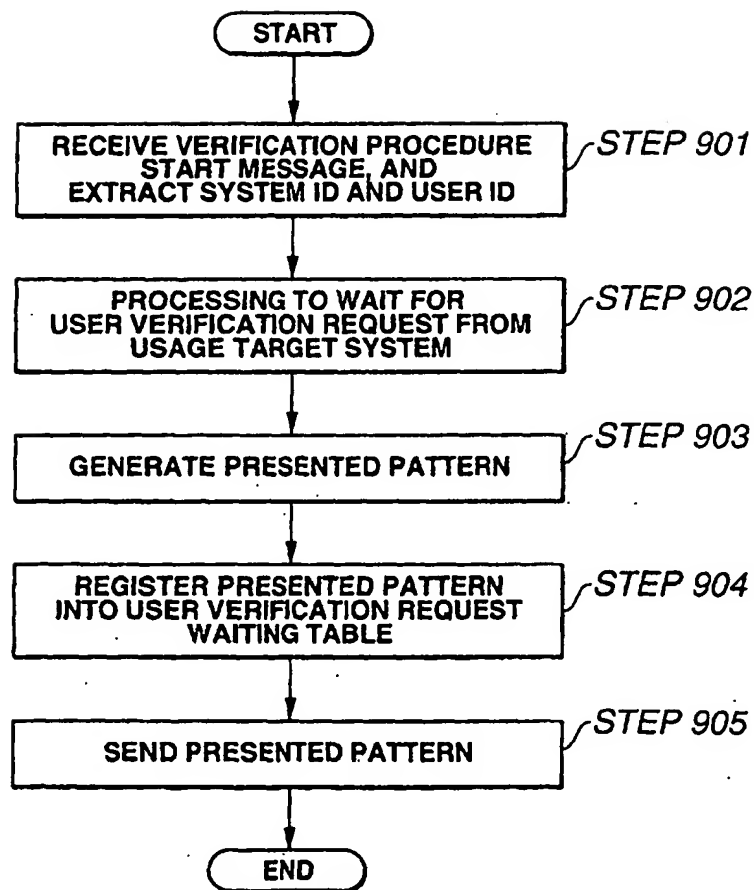 START
RECEIVE VERIFICATION PROCEDURE
START MESSAGE, AND
EXTRACT SYSTEM ID AND USER ID
STEP 901
PROCESSING TO WAIT FOR
USER VERIFICATION REQUEST FROM
USAGE TARGET SYSTEM
STEP 902
GENERATE PRESENTED PATTERN
STEP 903
REGISTER PRESENTED PATTERN
INTO USER VERIFICATION REQUEST
WAITING TABLE
STEP 904
SEND PRESENTED PATTERN
STEP 905
END